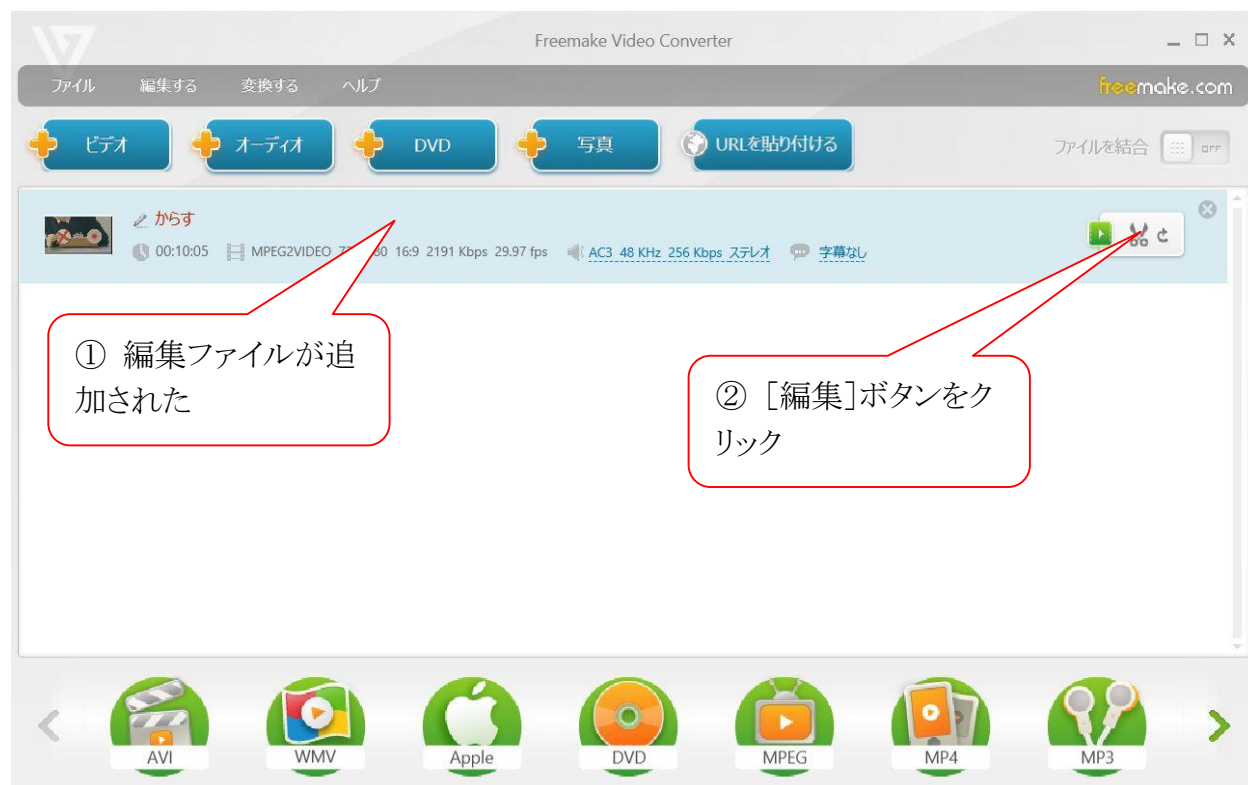 Freemake Video Converter
ファイル 編集する 変換する ヘルプ
freemake.com
ビデオ オーディオ DVD 写真 URLを貼り付ける
ファイルを結合 OFF
からす
00:10:05 MPEG2VIDEO 16:9 2191 Kbps 29.97 fps AC3 48 KHz 256 Kbps ステレオ 字幕なし
① 編集ファイルが追
加された
② [編集]ボタンをク
リック
AVI WMV Apple DVD MPEG MP4 MP3